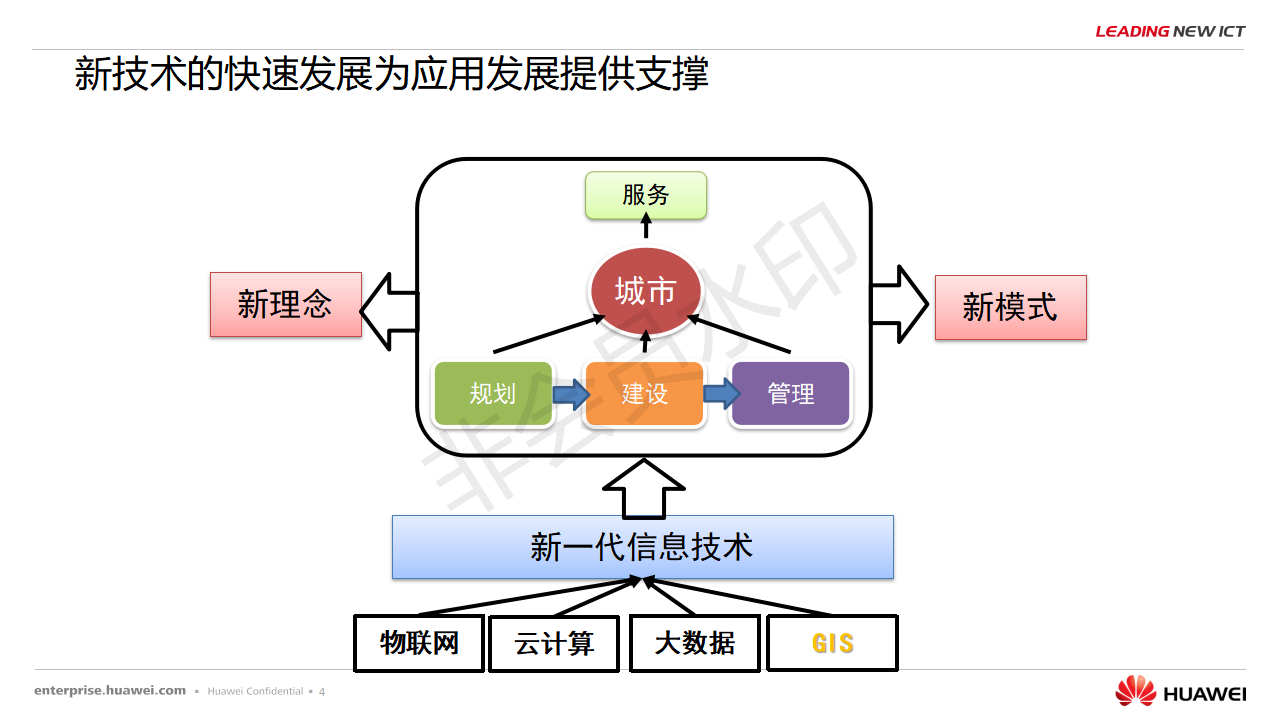 LEADING NEW ICT
新技术的快速发展为应用发展提供支撑
服务
城市
新理念
新模式
规划
建设
管理
非会员水印
新一代信息技术
物联网
云计算
大数据
GIS
enterprise.huawei.com ▪ Huawei Confidential ▪ 4
HUAWEI